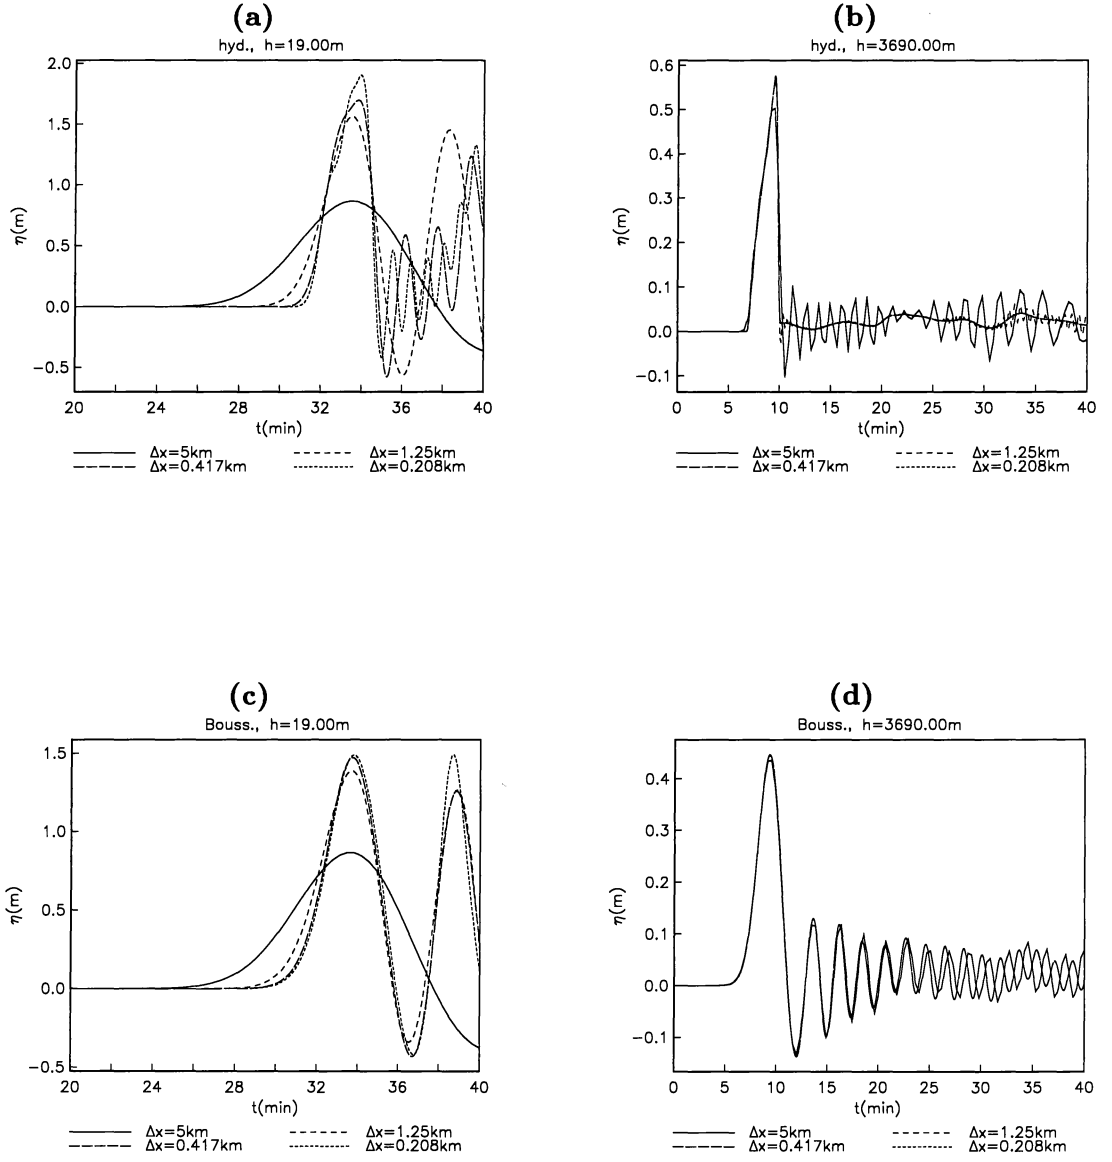 (a)
hyd., h=19.00m
2.0
1.5
1.0
0.5
0.0
−0.5
η(m)
20 24 28 32 36 40
t(min)
Δx=5km Δx=1.25km
Δx=0.417km Δx=0.208km
(b)
hyd., h=3690.00m
0.6
0.5
0.4
0.3
0.2
0.1
0.0
−0.1
η(m)
0 5 10 15 20 25 30 35 40
t(min)
Δx=5km Δx=1.25km
Δx=0.417km Δx=0.208km
(c)
Bouss., h=19.00m
1.5
1.0
0.5
0.0
−0.5
η(m)
20 24 28 32 36 40
t(min)
Δx=5km Δx=1.25km
Δx=0.417km Δx=0.208km
(d)
Bouss., h=3690.00m
0.4
0.3
0.2
0.1
0.0
−0.1
η(m)
0 5 10 15 20 25 30 35 40
t(min)
Δx=5km Δx=1.25km
Δx=0.417km Δx=0.208km